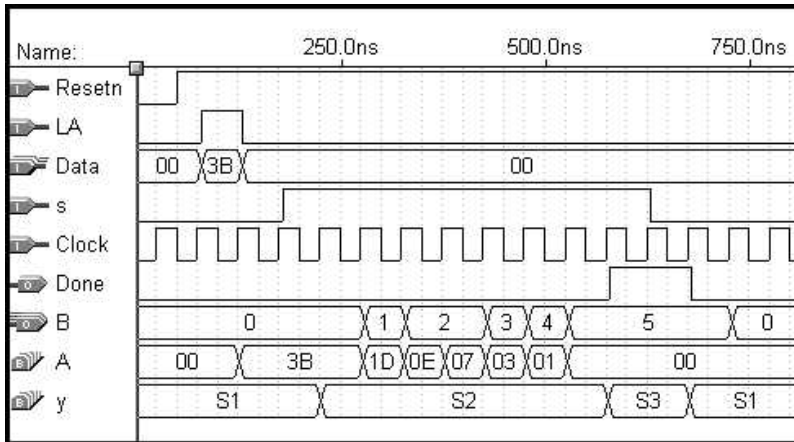 Name: 250.0ns 500.0ns 750.0ns
Resetn
LA
Data 00 3B 00
s
Clock
Done
B 0 1 2 3 4 5 0
A 00 3B 1D 0E 07 03 01 00
y S1 S2 S3 S1